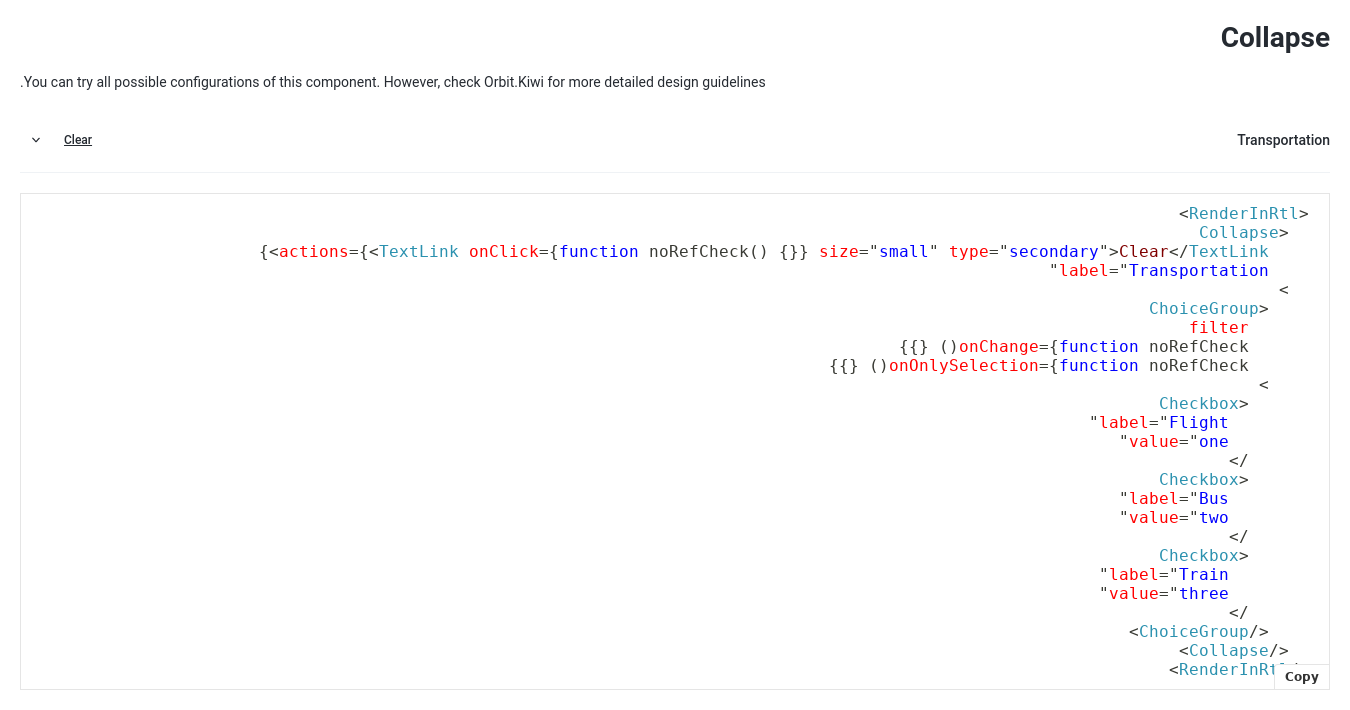 Collapse
.You can try all possible configurations of this component. However, check Orbit.Kiwi for more detailed design guidelines
Transportation
Clear
<RenderInRtl>
Collapse>
{<actions={<TextLink onClick={function noRefCheck() {}} size="small" type="secondary">Clear</TextLink
"label="Transportation
<
ChoiceGroup>
filter
{{} ()onChange={function noRefCheck
{{} ()onOnlySelection={function noRefCheck
<
Checkbox>
"label="Flight
"value="one
</
Checkbox>
"label="Bus
"value="two
</
Checkbox>
"label="Train
"value="three
</
<ChoiceGroup/>
<Collapse/>
<RenderInRtl/>
Copy